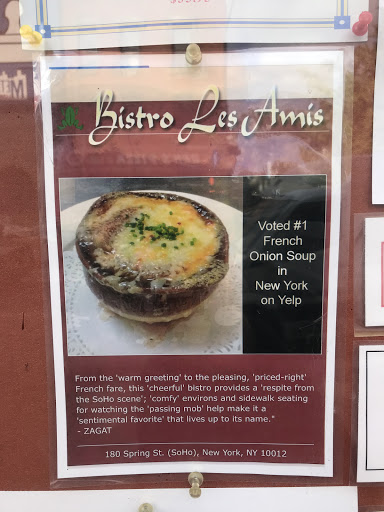 Bistro Les Amis
Voted #1
French
Onion Soup
in
New York
on Yelp
From the 'warm greeting' to the pleasing, 'priced-right'
French fare, this 'cheerful' bistro provides a 'respite from
the SoHo scene'; 'comfy' environs and sidewalk seating
for watching the 'passing mob' help make it a
'sentimental favorite' that lives up to its name."
- ZAGAT
180 Spring St. (SoHo), New York, NY 10012